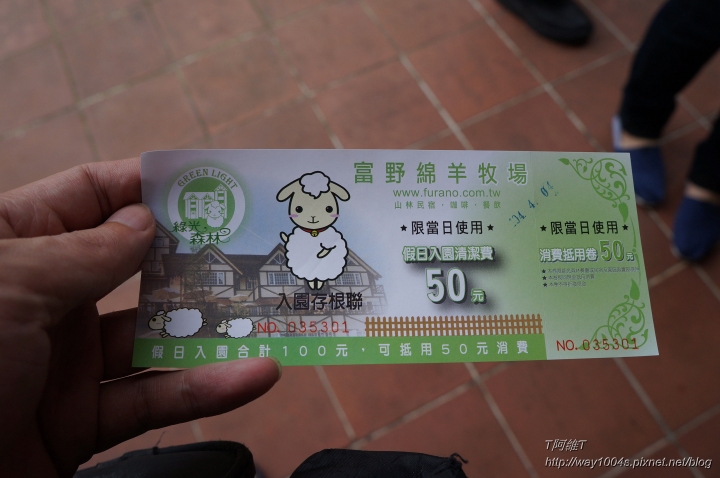 GREEN LIGHT
綠光
森林
富野綿羊牧場
www.furano.com.tw
山林民宿・咖啡・餐飲
★限當日使用★
假日入園清潔費
50元
入園存根聯
NO. 035301
假日入園合計100元，可抵用50元消費
★限當日使用★
消費抵用卷50元
NO. 035301
T阿維T
http://way1004s.pixnet.net/blog